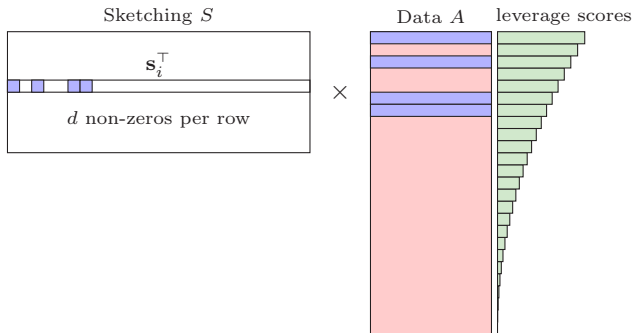 Sketching S
Data A
leverage scores
s_i^⊤
×
d non-zeros per row